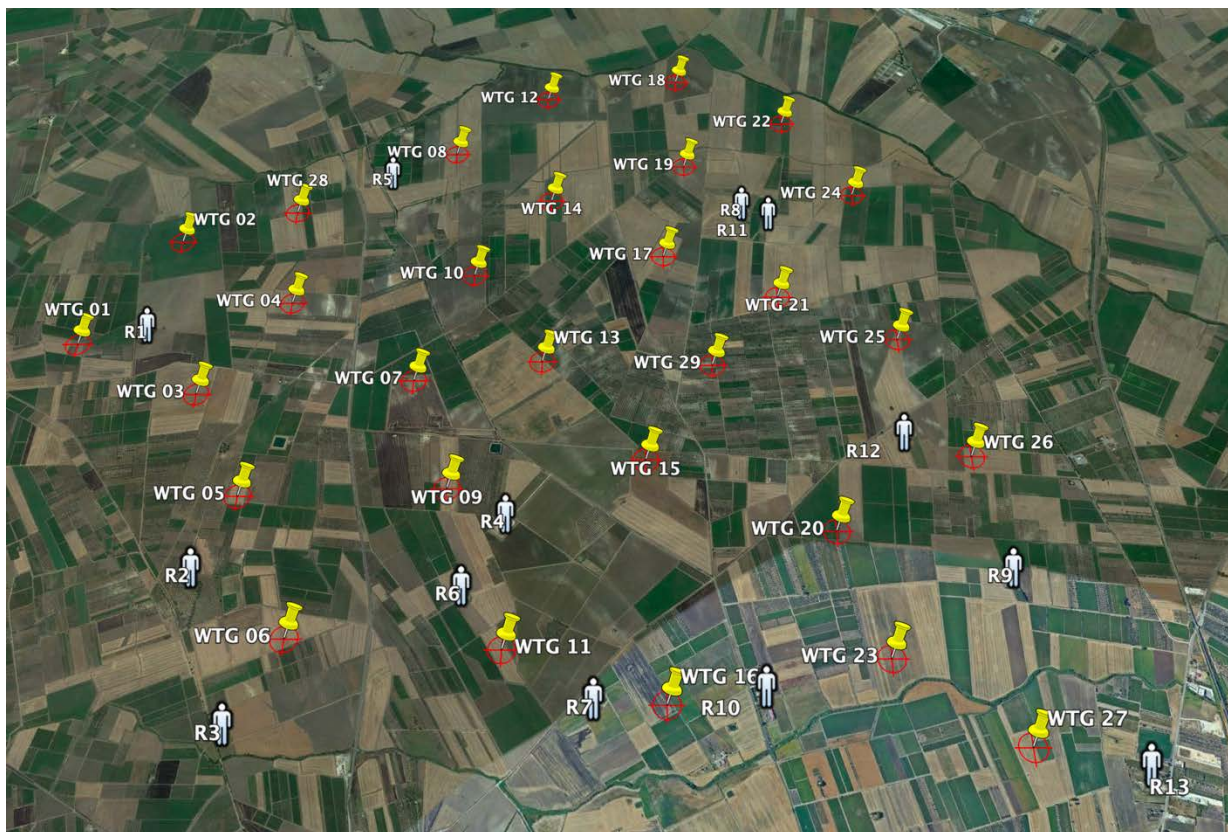 WTG 18
WTG 12
WTG 22
WTG 08
WTG 19
R5
WTG 28
WTG 24
WTG 14
R8
WTG 02
R11
WTG 17
WTG 10
WTG 04
WTG 21
WTG 01
R1
WTG 25
WTG 13
WTG 29
WTG 07
WTG 03
WTG 26
R12
WTG 15
WTG 05
WTG 09
R4
WTG 20
R2
R9
R6
WTG 06
WTG 11
WTG 23
WTG 16
R7
R10
WTG 27
R3
R13